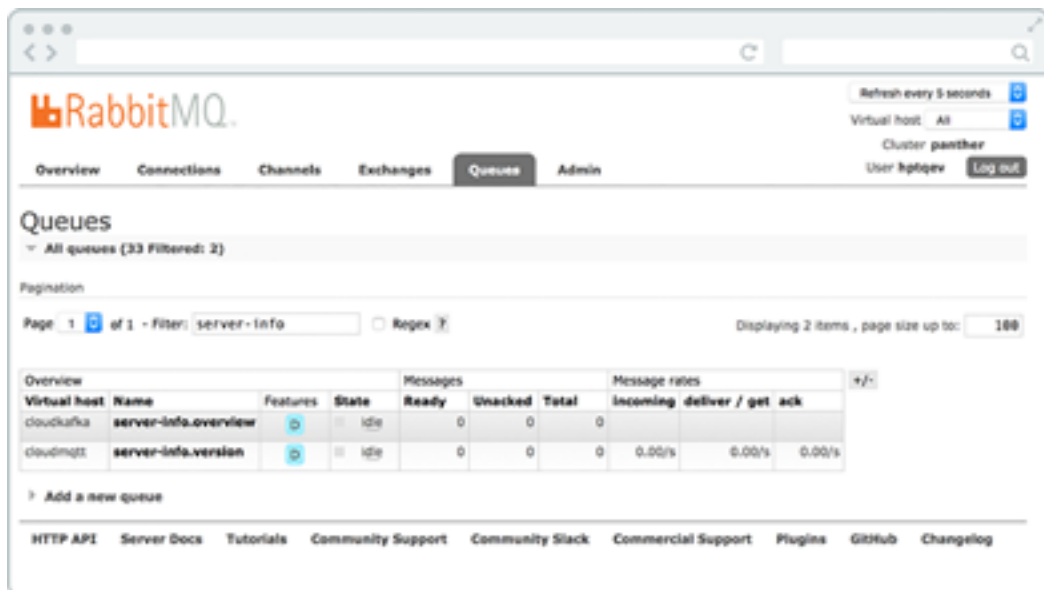 RabbitMQ
Refresh every 5 seconds
Virtual host All
Cluster panther
User hptqev Log out
Overview Connections Channels Exchanges Queues Admin
Queues
All queues (33 Filtered: 2)
Pagination
Page 1 of 1 - Filter: server-info Regex ? Displaying 2 items , page size up to: 100
Overview Messages Message rates +/-
Virtual host Name Features State Ready Unacked Total incoming deliver / get ack
cloudkafka server-info.overview D idle 0 0 0
cloudmqtt server-info.version D idle 0 0 0 0.00/s 0.00/s 0.00/s
Add a new queue
HTTP API Server Docs Tutorials Community Support Community Slack Commercial Support Plugins GitHub Changelog